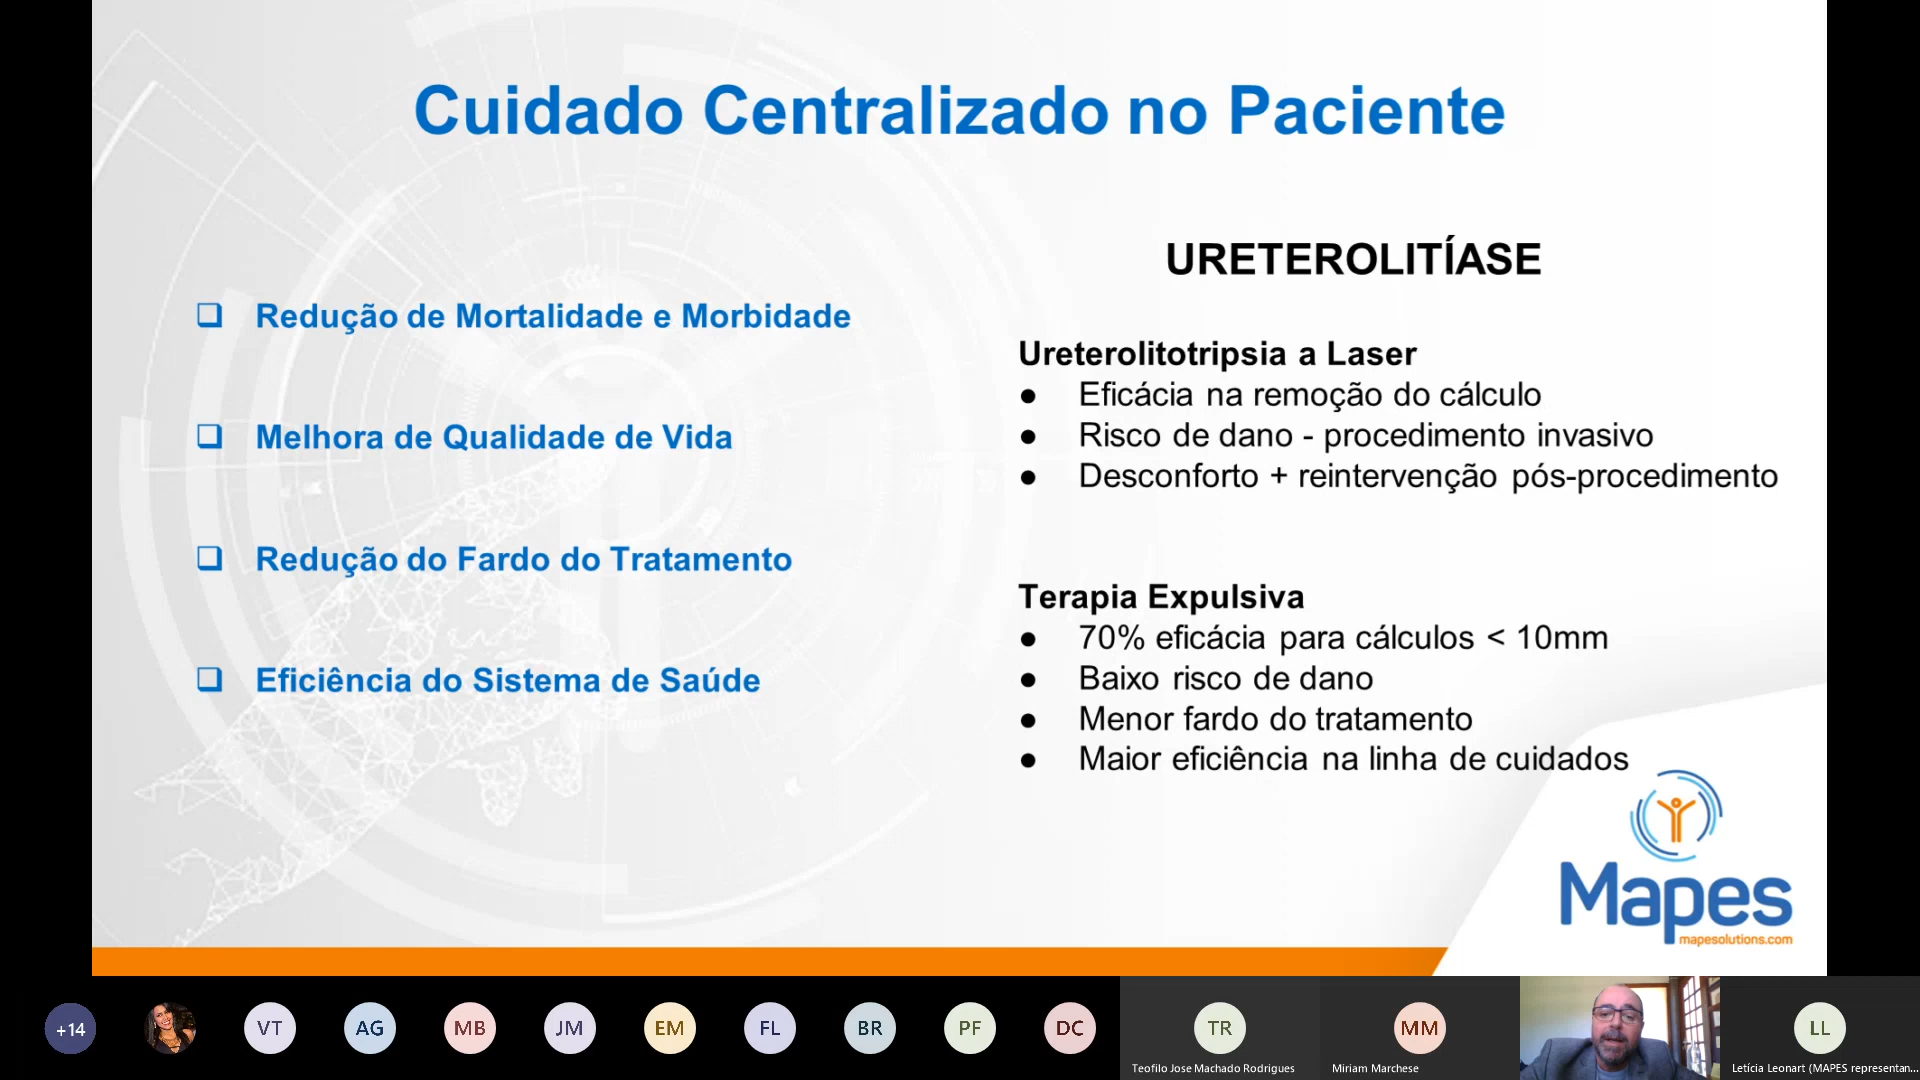 Cuidado Centralizado no Paciente
❑ Redução de Mortalidade e Morbidade
❑ Melhora de Qualidade de Vida
❑ Redução do Fardo do Tratamento
❑ Eficiência do Sistema de Saúde
URETEROLITÍASE
Ureterolitotripsia a Laser
● Eficácia na remoção do cálculo
● Risco de dano - procedimento invasivo
● Desconforto + reintervenção pós-procedimento
Terapia Expulsiva
● 70% eficácia para cálculos < 10mm
● Baixo risco de dano
● Menor fardo do tratamento
● Maior eficiência na linha de cuidados
Mapes
mapesolutions.com
+14
VT
AG
MB
JM
EM
FL
BR
PF
DC
TR
Teofilo Jose Machado Rodrigues
MM
Miriam Marchese
LL
Letícia Leonart (MAPES representan...